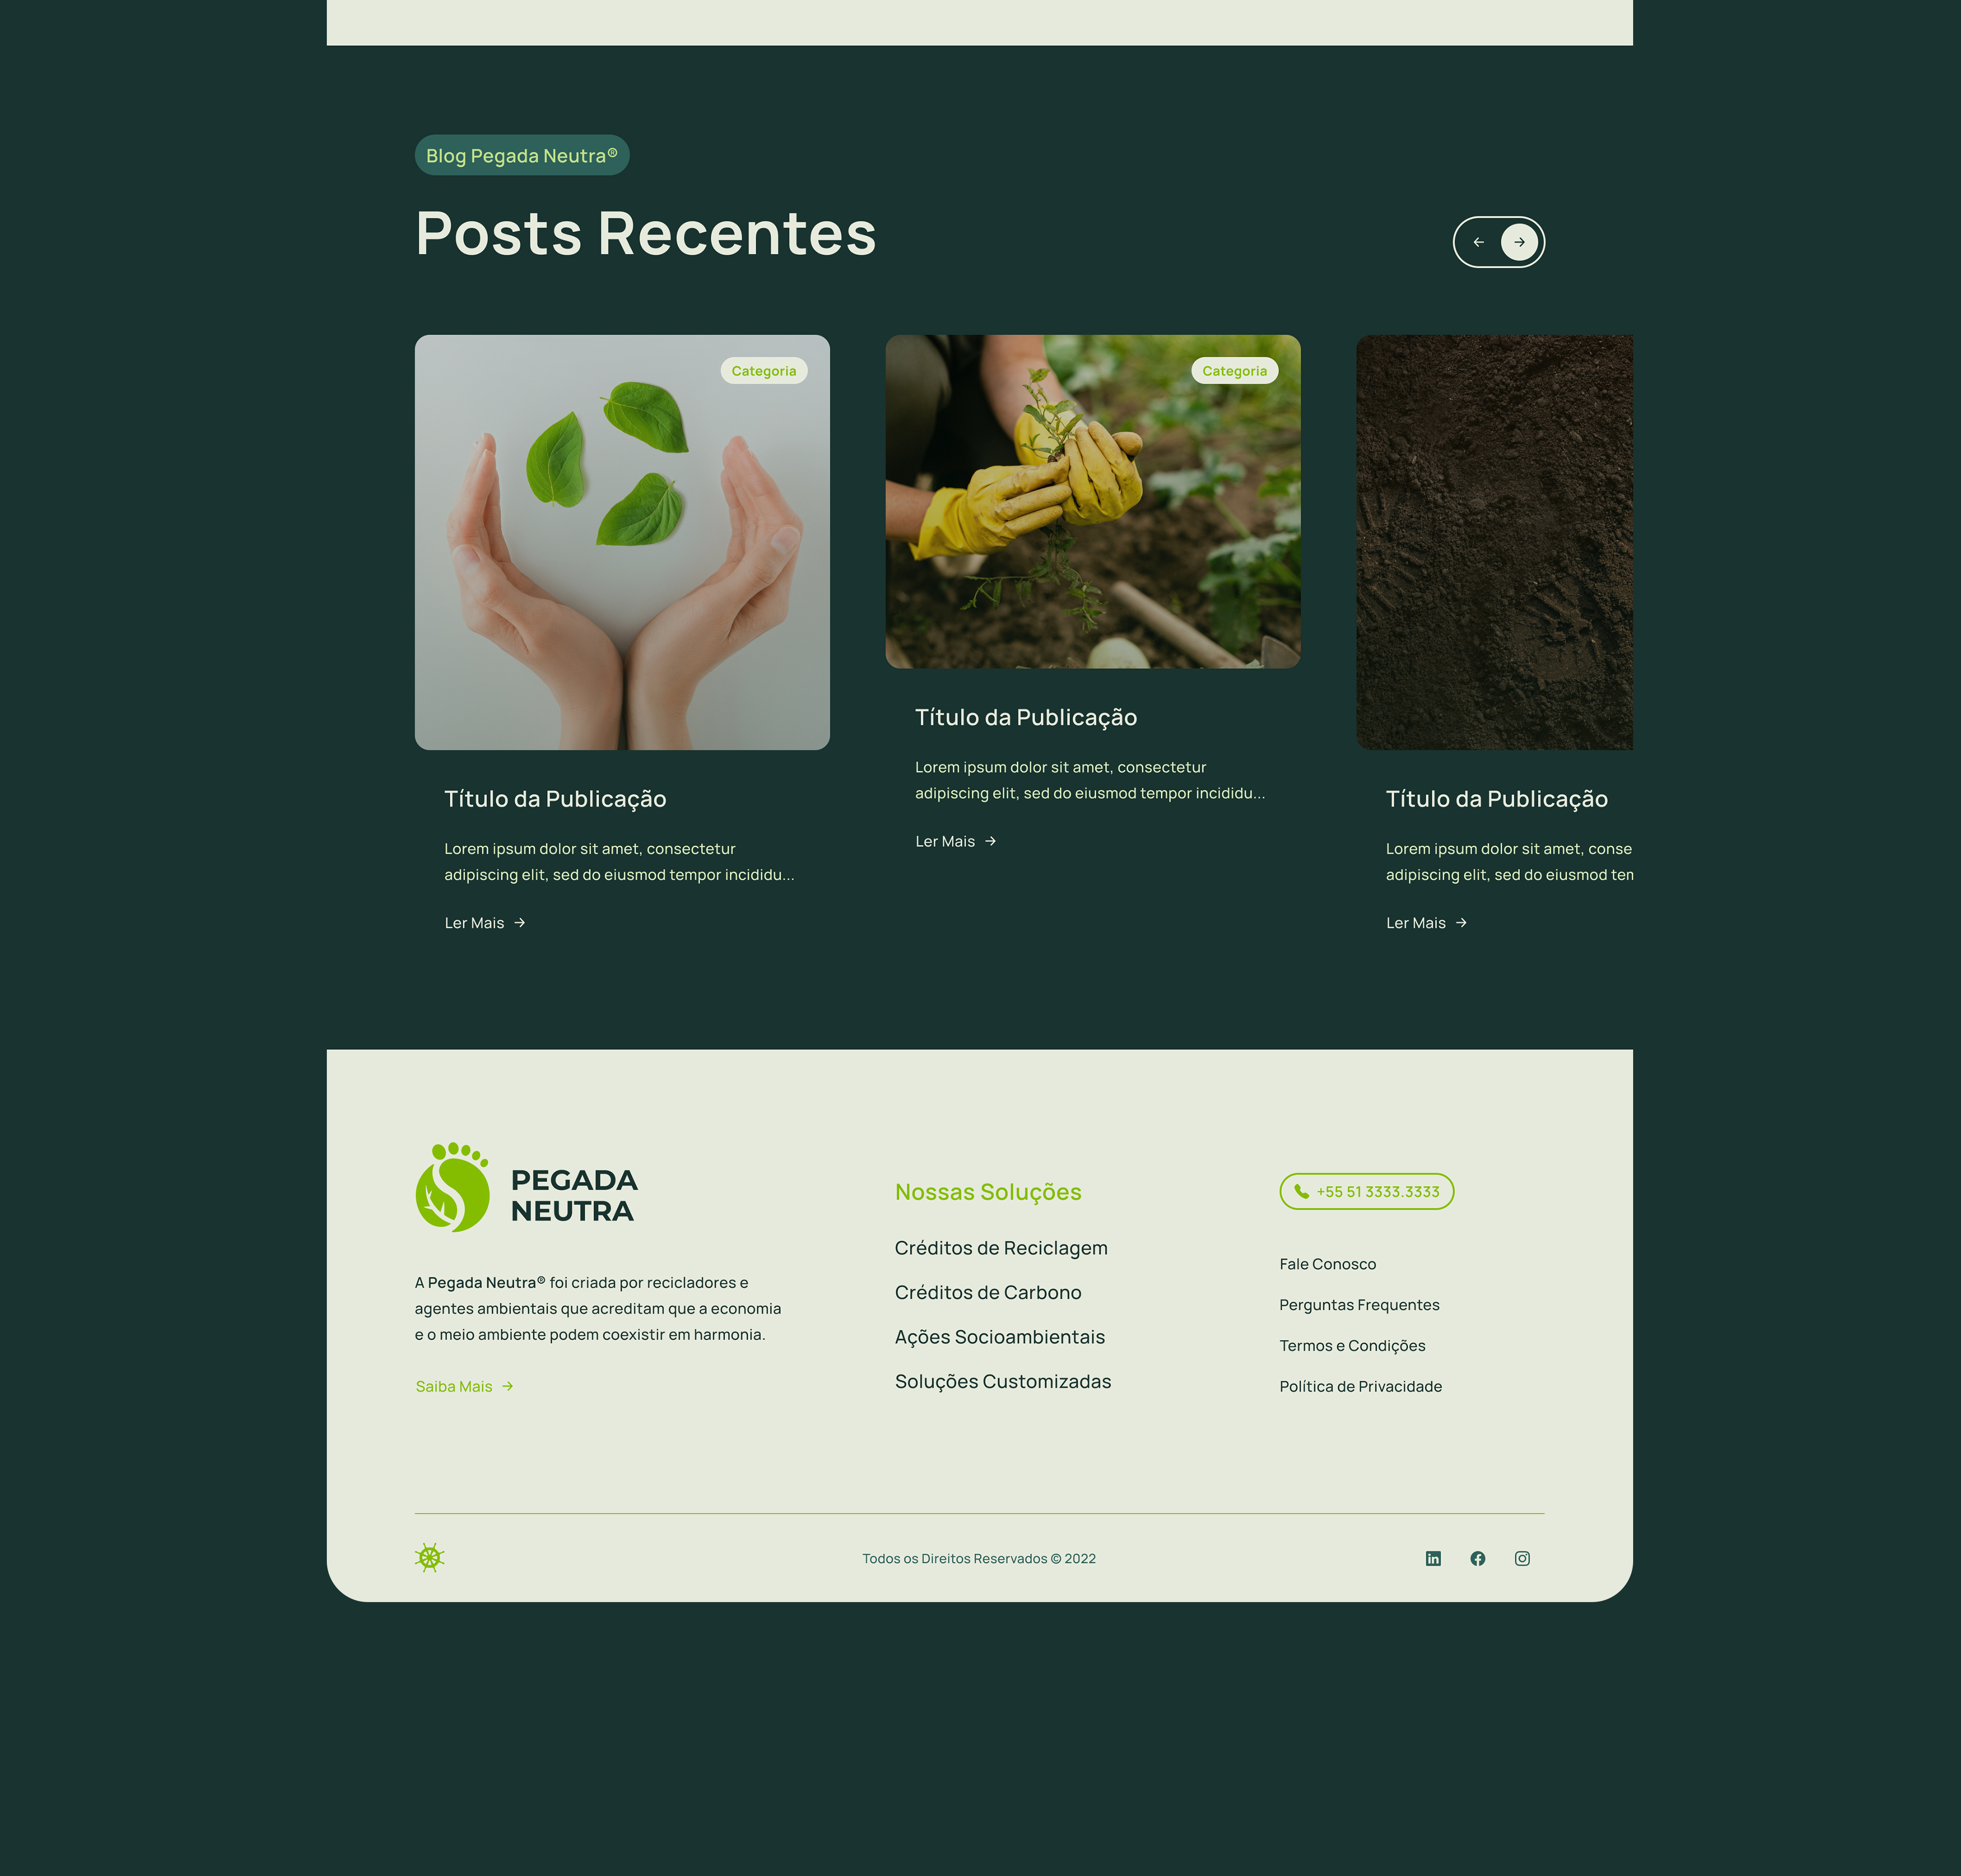 Blog Pegada Neutra®
Posts Recentes
Categoria
Título da Publicação
Lorem ipsum dolor sit amet, consectetur
adipiscing elit, sed do eiusmod tempor incididu...
Ler Mais
Categoria
Título da Publicação
Lorem ipsum dolor sit amet, consectetur
adipiscing elit, sed do eiusmod tempor incididu...
Ler Mais
Título da Publicação
Lorem ipsum dolor sit amet, conse
adipiscing elit, sed do eiusmod ten
Ler Mais
PEGADA
NEUTRA
A Pegada Neutra® foi criada por recicladores e
agentes ambientais que acreditam que a economia
e o meio ambiente podem coexistir em harmonia.
Saiba Mais
Nossas Soluções
Créditos de Reciclagem
Créditos de Carbono
Ações Socioambientais
Soluções Customizadas
+55 51 3333.3333
Fale Conosco
Perguntas Frequentes
Termos e Condições
Política de Privacidade
Todos os Direitos Reservados © 2022